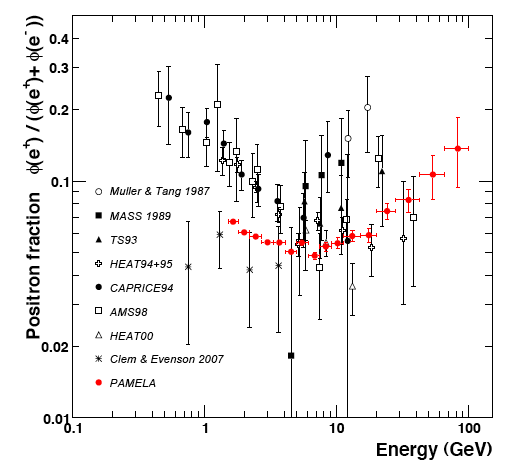 Positron fraction φ(e⁺) / (φ(e⁺)+ φ(e⁻))
0.4
0.3
0.2
0.1
0.02
0.01
Muller & Tang 1987
MASS 1989
TS93
HEAT94+95
CAPRICE94
AMS98
HEAT00
Clem & Evenson 2007
PAMELA
0.1 1 10 100
Energy (GeV)